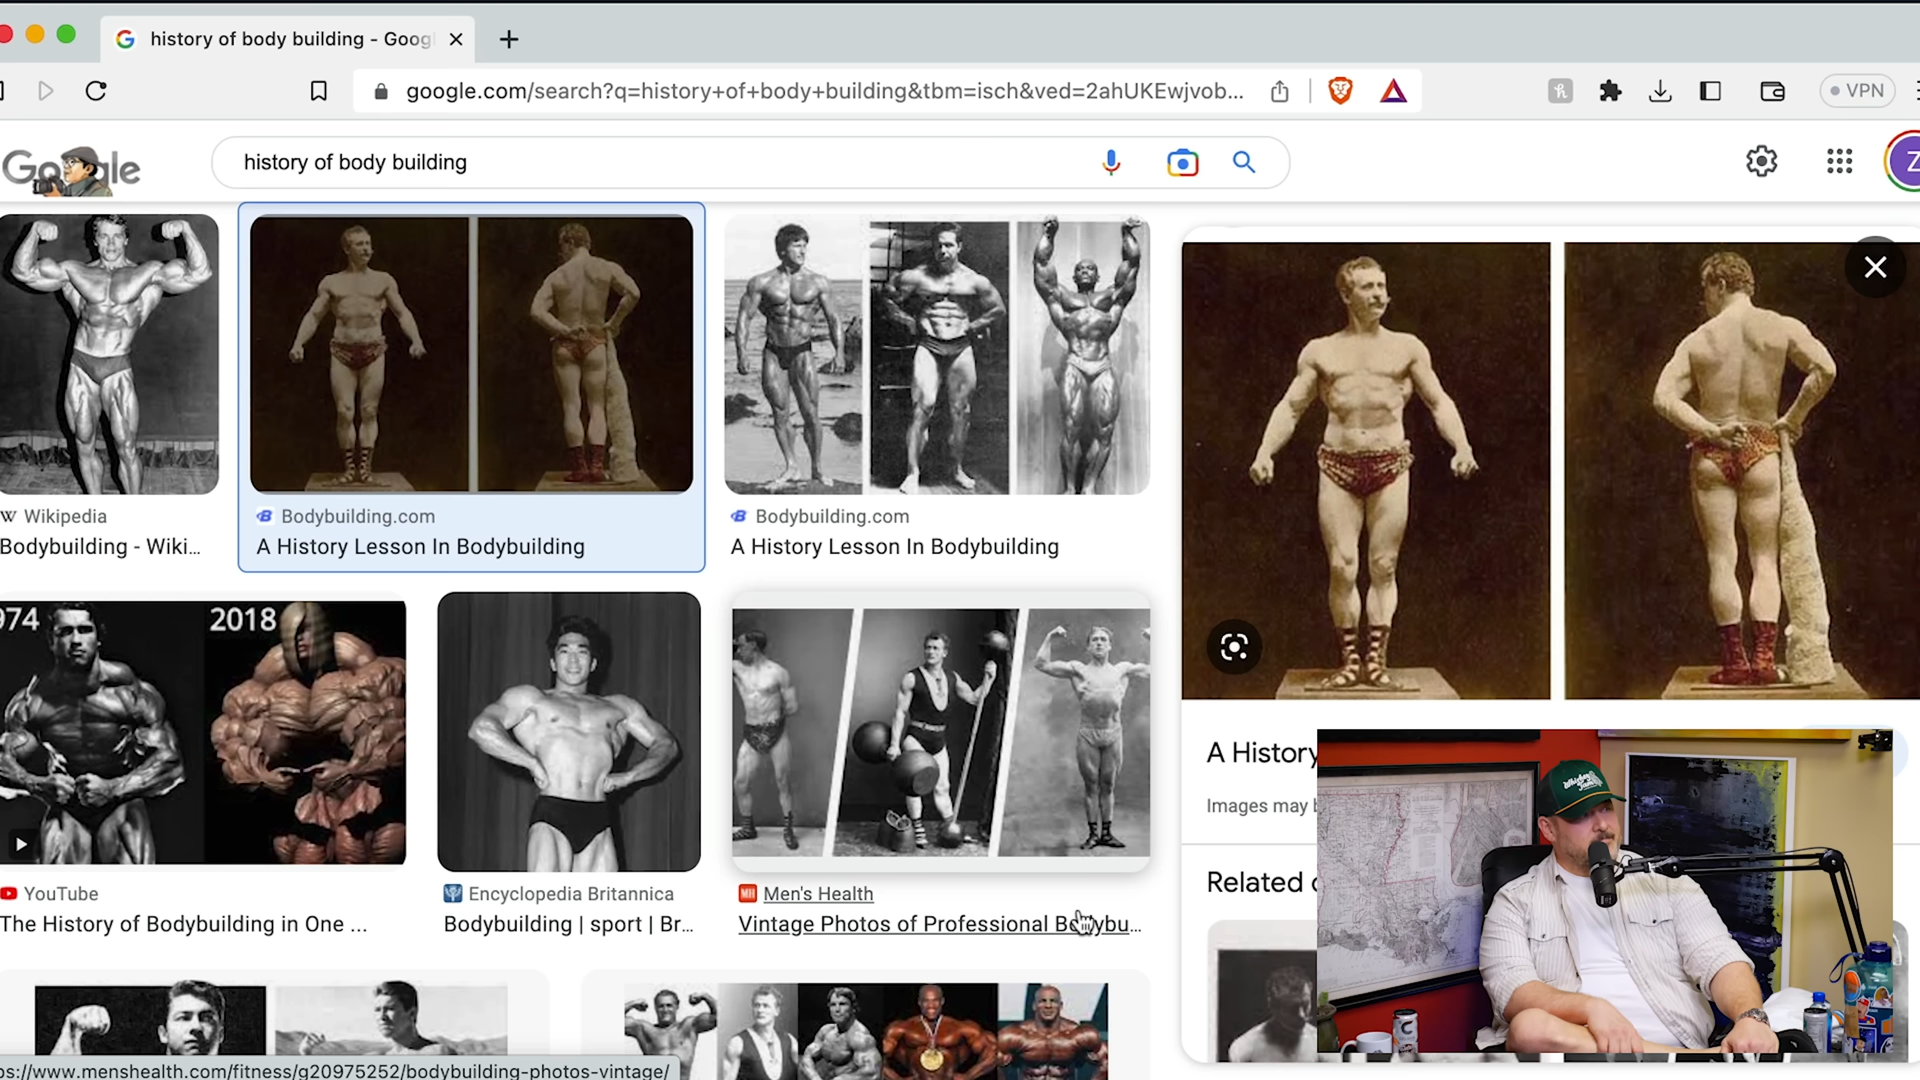 history of body building - Goog
google.com/search?q=history+of+body+building&tbm=isch&ved=2ahUKEwjvob...
VPN
Google
history of body building
Z
Wikipedia
Bodybuilding - Wiki...
Bodybuilding.com
A History Lesson In Bodybuilding
Bodybuilding.com
A History Lesson In Bodybuilding
974
2018
YouTube
The History of Bodybuilding in One ...
Encyclopedia Britannica
Bodybuilding | sport | Br...
MH Men's Health
Vintage Photos of Professional Bodybu...
A History
Images may b
Related c
ps://www.menshealth.com/fitness/g20975252/bodybuilding-photos-vintage/